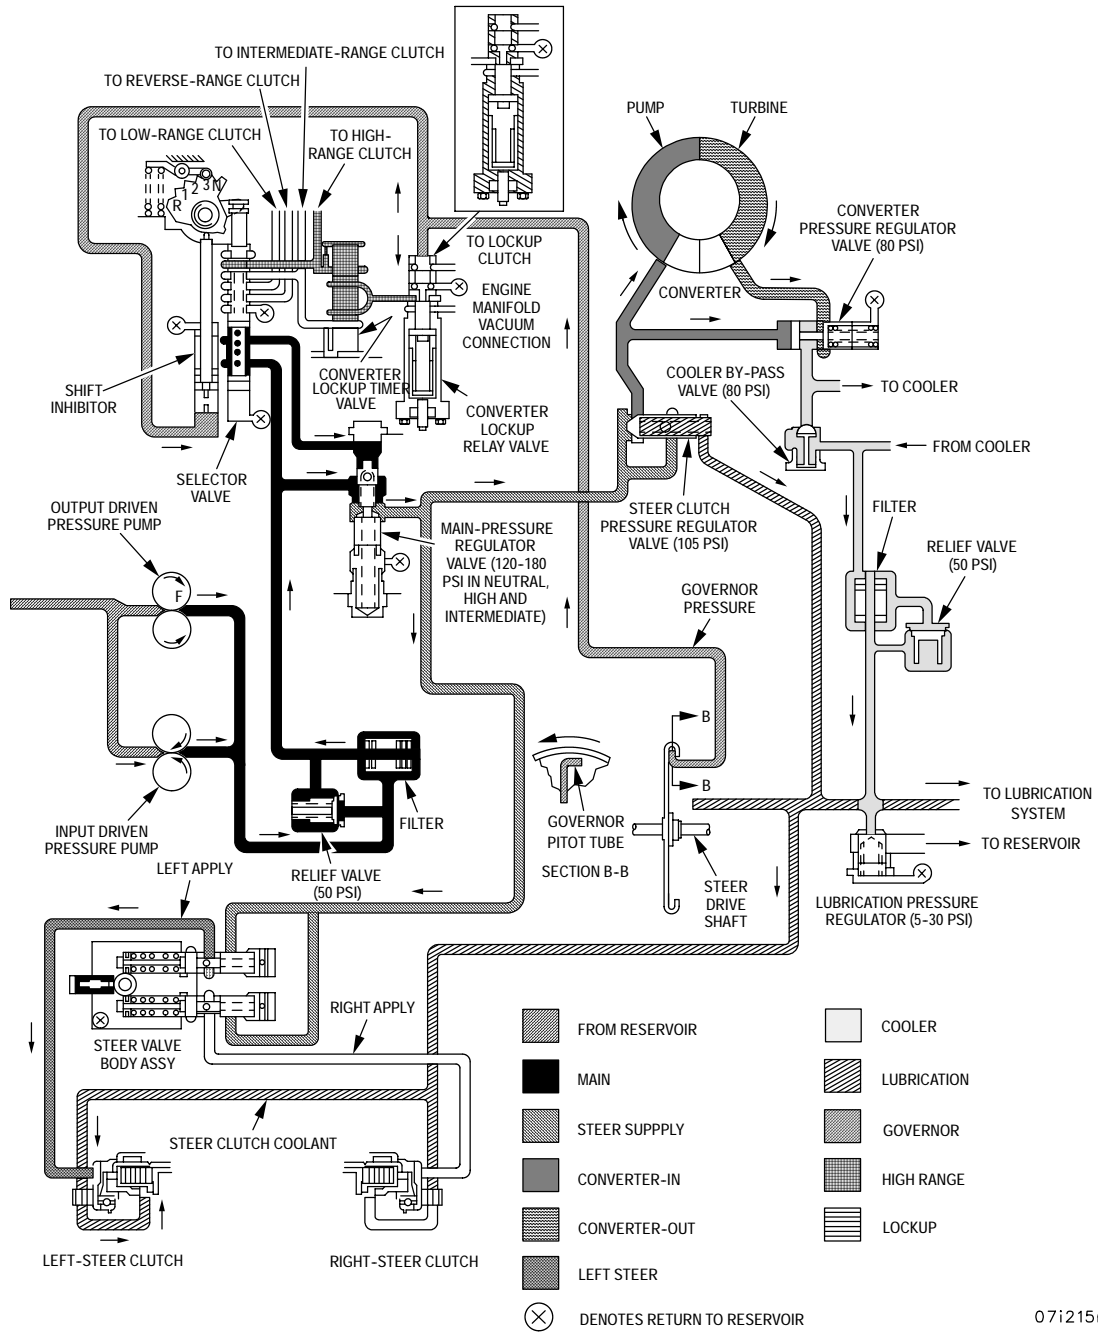 TO INTERMEDIATE-RANGE CLUTCH
TO REVERSE-RANGE CLUTCH
TO LOW-RANGE CLUTCH
TO HIGH-
RANGE CLUTCH
PUMP
TURBINE
CONVERTER
PRESSURE REGULATOR
VALVE (80 PSI)
R 1 2 3 N
TO LOCKUP
CLUTCH
ENGINE
MANIFOLD
VACUUM
CONNECTION
CONVERTER
SHIFT
INHIBITOR
CONVERTER
LOCKUP TIMER
VALVE
CONVERTER
LOCKUP
RELAY VALVE
COOLER BY-PASS
VALVE (80 PSI)
TO COOLER
FROM COOLER
SELECTOR
VALVE
OUTPUT DRIVEN
PRESSURE PUMP
F
MAIN-PRESSURE
REGULATOR
VALVE (120-180
PSI IN NEUTRAL,
HIGH AND
INTERMEDIATE)
STEER CLUTCH
PRESSURE REGULATOR
VALVE (105 PSI)
FILTER
RELIEF VALVE
(50 PSI)
GOVERNOR
PRESSURE
B
B
INPUT DRIVEN
PRESSURE PUMP
FILTER
RELIEF VALVE
(50 PSI)
GOVERNOR
PITOT TUBE
SECTION B-B
STEER
DRIVE
SHAFT
TO LUBRICATION
SYSTEM
TO RESERVOIR
LUBRICATION PRESSURE
REGULATOR (5-30 PSI)
LEFT APPLY
RIGHT APPLY
STEER VALVE
BODY ASSY
STEER CLUTCH COOLANT
LEFT-STEER CLUTCH
RIGHT-STEER CLUTCH
FROM RESERVOIR
MAIN
STEER SUPPPLY
CONVERTER-IN
CONVERTER-OUT
LEFT STEER
DENOTES RETURN TO RESERVOIR
COOLER
LUBRICATION
GOVERNOR
HIGH RANGE
LOCKUP
07i215